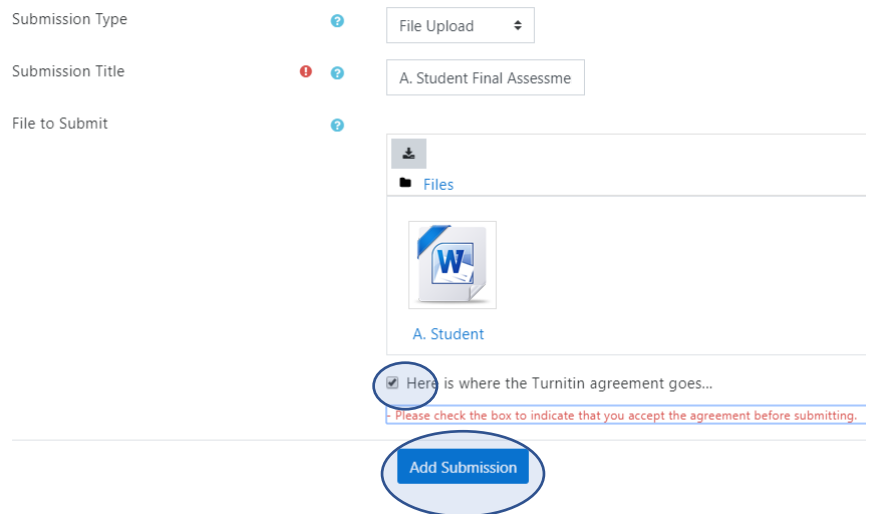 Submission Type
File Upload
Submission Title
A. Student Final Assessme
File to Submit
Files
W
A. Student
Here is where the Turnitin agreement goes...
- Please check the box to indicate that you accept the agreement before submitting.
Add Submission